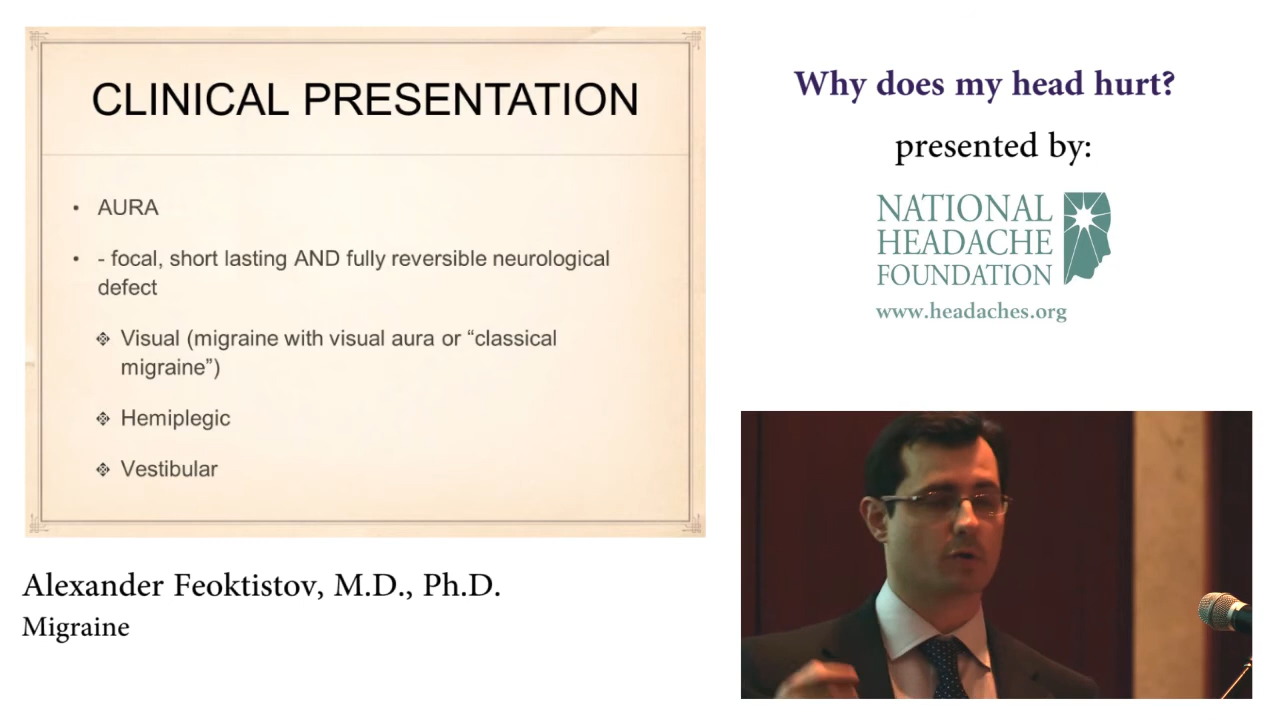 CLINICAL PRESENTATION
• AURA
• - focal, short lasting AND fully reversible neurological
defect
❖ Visual (migraine with visual aura or “classical
migraine”)
❖ Hemiplegic
❖ Vestibular
Alexander Feoktistov, M.D., Ph.D.
Migraine
Why does my head hurt?
presented by:
NATIONAL
HEADACHE
FOUNDATION
www.headaches.org